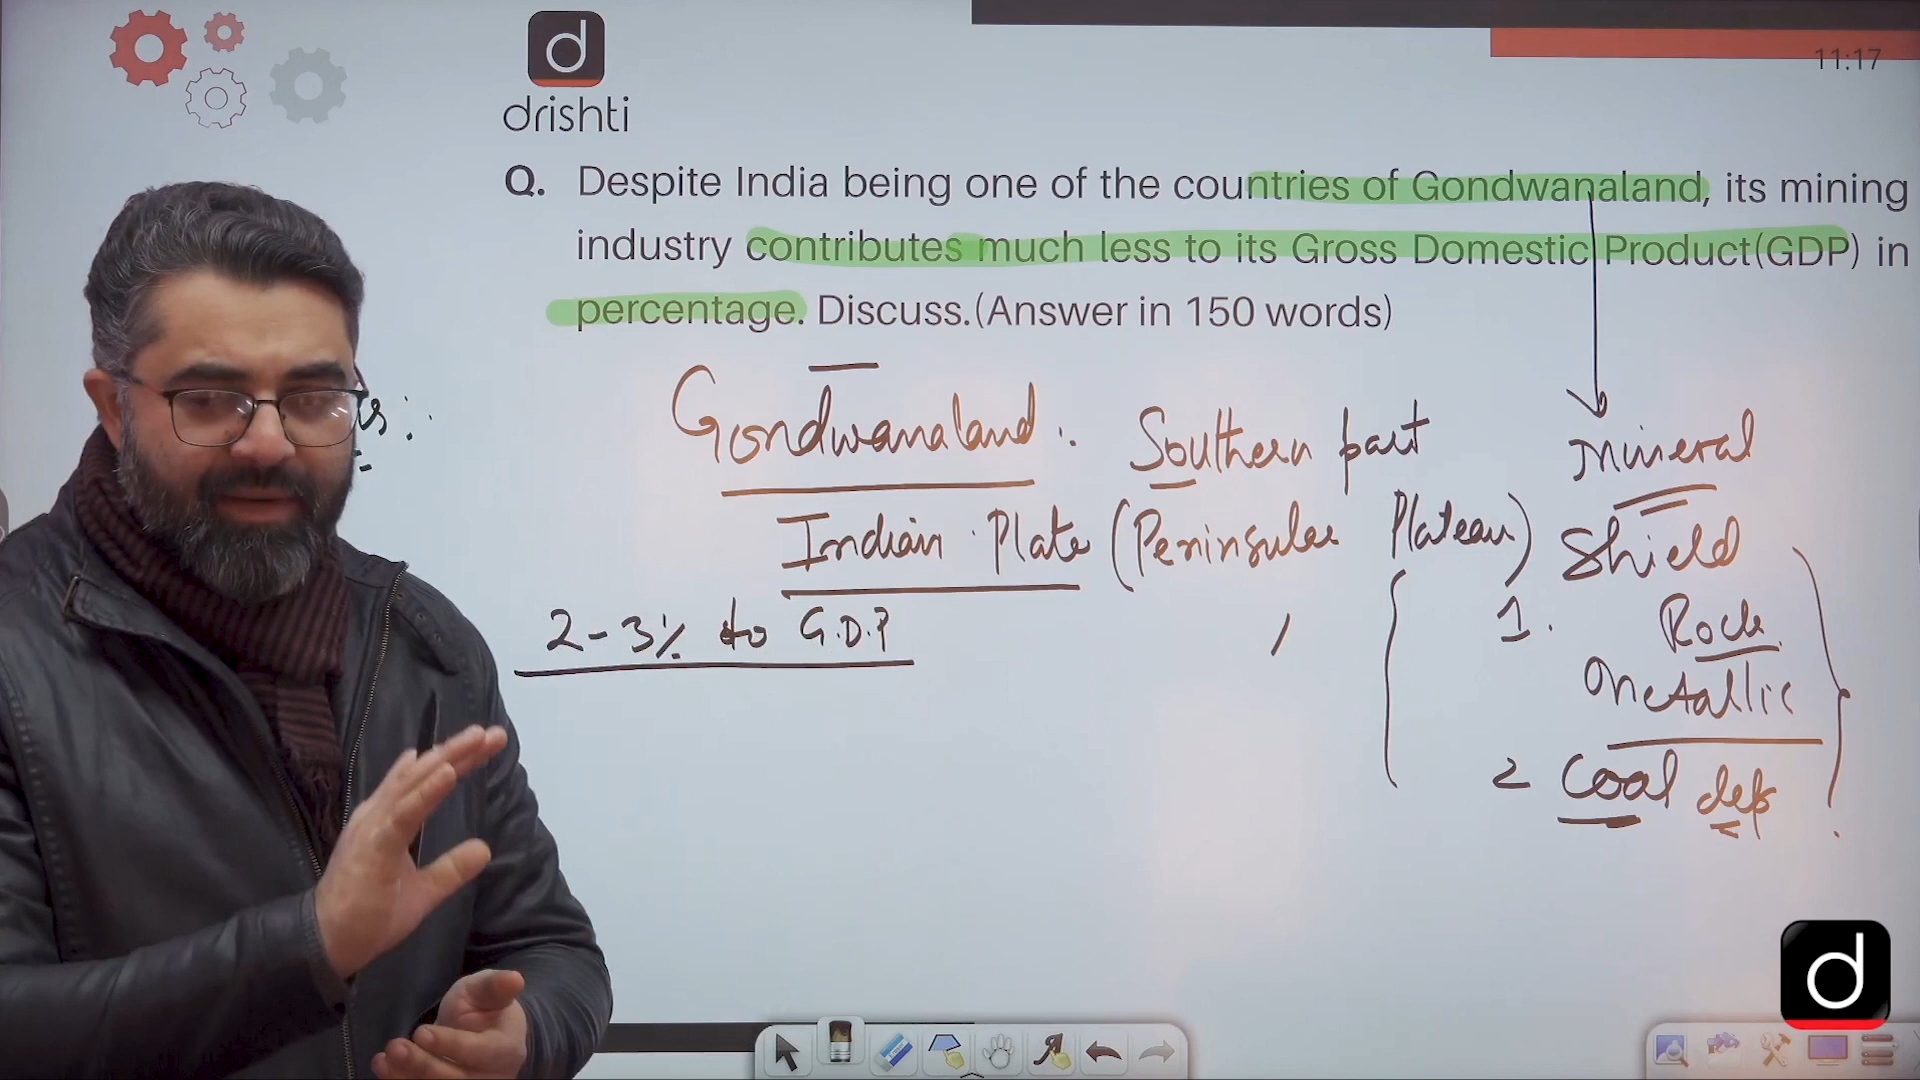 drishti
11:17
Q. Despite India being one of the countries of Gondwanaland, its mining
industry contributes much less to its Gross Domestic Product(GDP) in
percentage. Discuss.(Answer in 150 words)
Gondwanaland : Southern part
Indian Plate (Peninsular Plateau)
2-3% to G.D.P
Mineral
Shield
1. Rock
Metallic
2 Coal deps